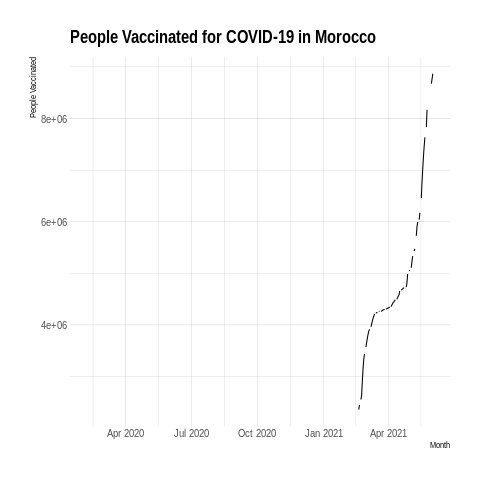 People Vaccinated for COVID-19 in Morocco
People Vaccinated
8e+06
6e+06
4e+06
Apr 2020 Jul 2020 Oct 2020 Jan 2021 Apr 2021
Month